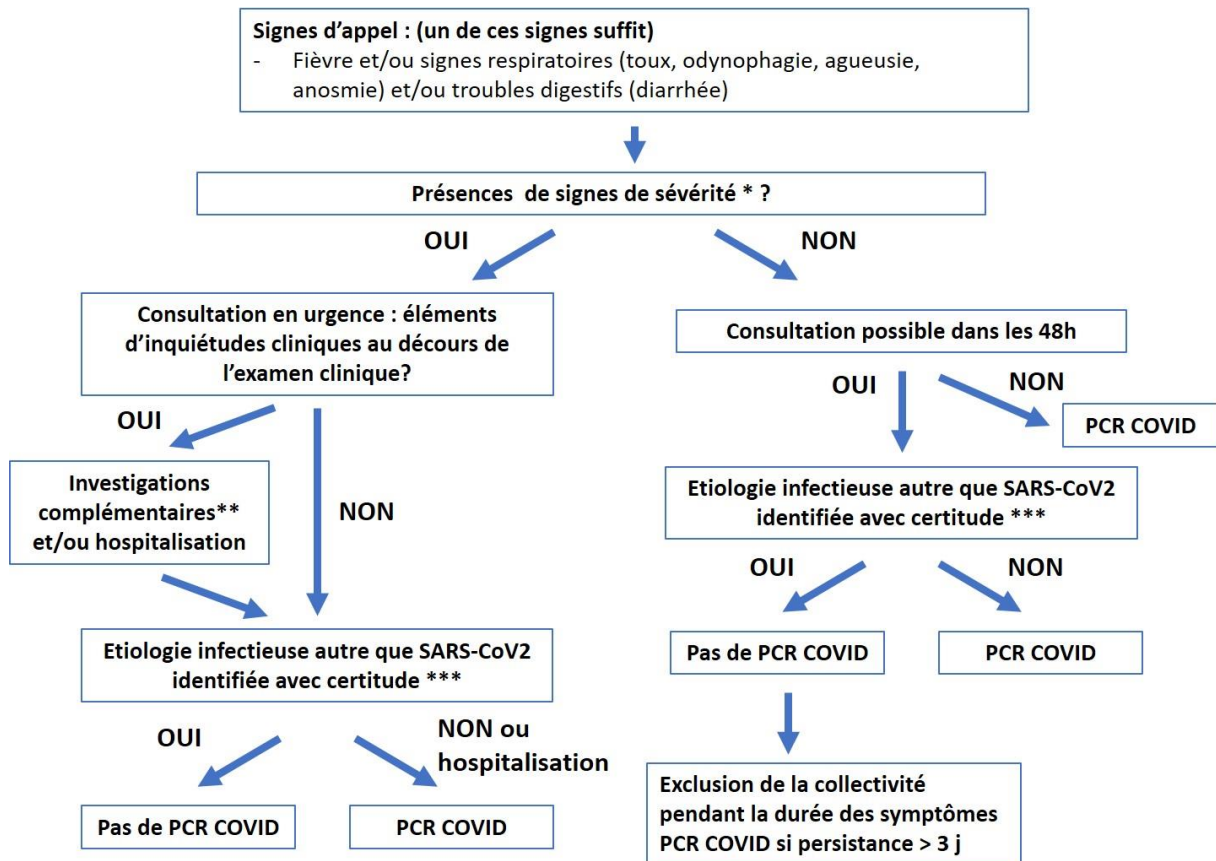 Signes d’appel : (un de ces signes suffit)
- Fièvre et/ou signes respiratoires (toux, odynophagie, agueusie,
anosmie) et/ou troubles digestifs (diarrhée)
Présences de signes de sévérité * ?
OUI
NON
Consultation en urgence : éléments
d’inquiétudes cliniques au décours de
l’examen clinique?
Consultation possible dans les 48h
OUI
NON
PCR COVID
OUI
NON
Investigations
complémentaires**
et/ou hospitalisation
Etiologie infectieuse autre que SARS-CoV2
identifiée avec certitude ***
OUI
NON
Pas de PCR COVID
PCR COVID
Etiologie infectieuse autre que SARS-CoV2
identifiée avec certitude ***
OUI
NON ou
hospitalisation
Pas de PCR COVID
PCR COVID
Exclusion de la collectivité
pendant la durée des symptômes
PCR COVID si persistance > 3 j